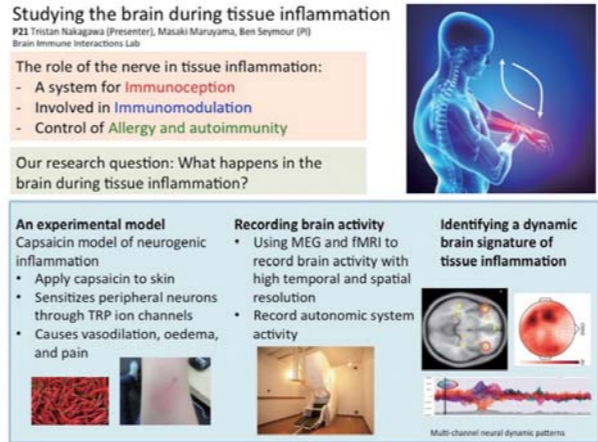 Studying the brain during tissue inflammation
P21 Tristan Nakagawa (Presenter), Masaki Maruyama, Ben Seymour (PI)
Brain Immune Interactions Lab
The role of the nerve in tissue inflammation:
- A system for Immunoception
- Involved in Immunomodulation
- Control of Allergy and autoimmunity
Our research question: What happens in the
brain during tissue inflammation?
An experimental model
Capsaicin model of neurogenic
inflammation
• Apply capsaicin to skin
• Sensitizes peripheral neurons
through TRP ion channels
• Causes vasodilation, oedema,
and pain
Recording brain activity
• Using MEG and fMRI to
record brain activity with
high temporal and spatial
resolution
• Record autonomic system
activity
Identifying a dynamic
brain signature of
tissue inflammation
Multi-channel neural dynamic patterns